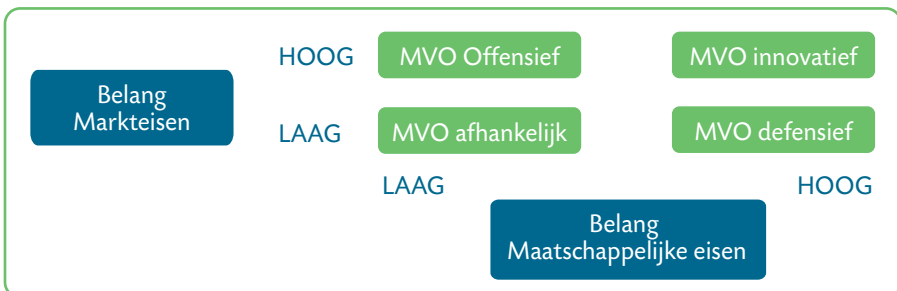 HOOG
MVO Offensief
MVO innovatief
Belang
Markteisen
LAAG
MVO afhankelijk
MVO defensief
LAAG
HOOG
Belang
Maatschappelijke eisen